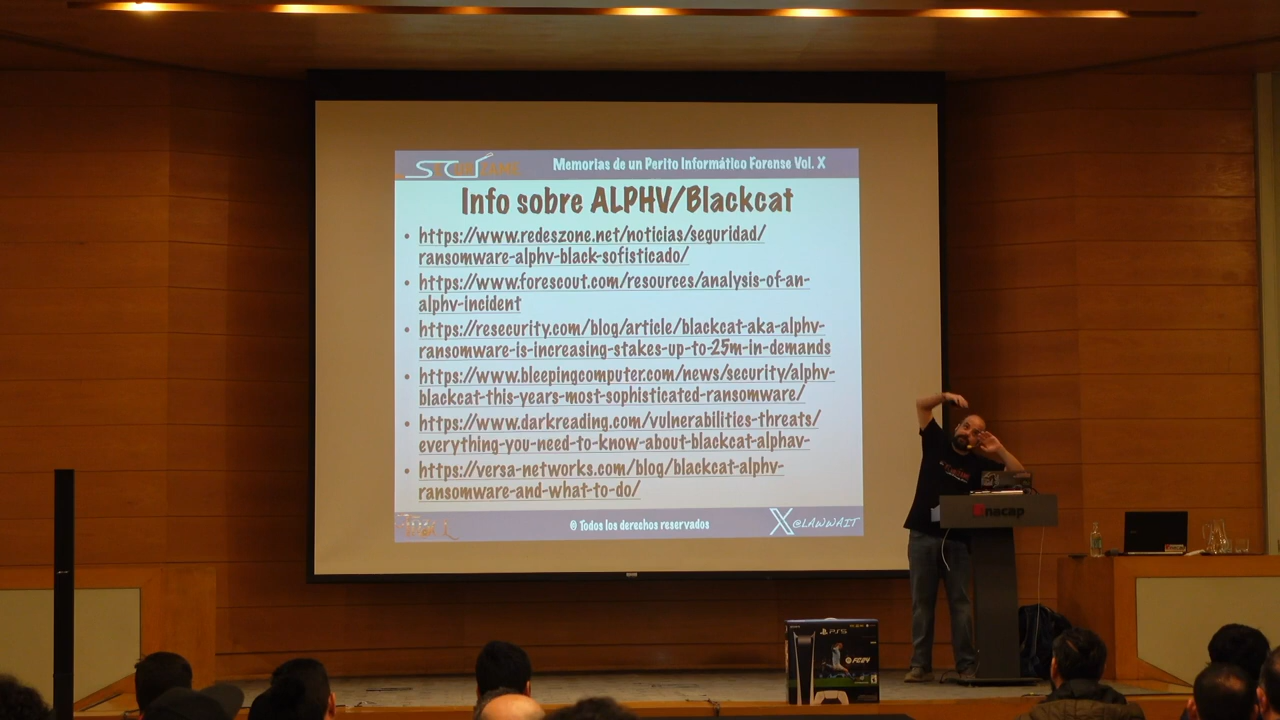 Memorias de un Perito Informático Forense Vol. X
Info sobre ALPHV/Blackcat
• https://www.redeszone.net/noticias/seguridad/
ransomware-alphv-black-sofisticado/
• https://www.forescout.com/resources/analysis-of-an-
alphv-incident
• https://resecurity.com/blog/article/blackcat-aka-alphv-
ransomware-is-increasing-stakes-up-to-25m-in-demands
• https://www.bleepingcomputer.com/news/security/alphv-
blackcat-this-years-most-sophisticated-ransomware/
• https://www.darkreading.com/vulnerabilities-threats/
everything-you-need-to-know-about-blackcat-alphav-
• https://versa-networks.com/blog/blackcat-alphv-
ransomware-and-what-to-do/
© Todos los derechos reservados
X @LAWWAIT
inacap
PS5
FC24